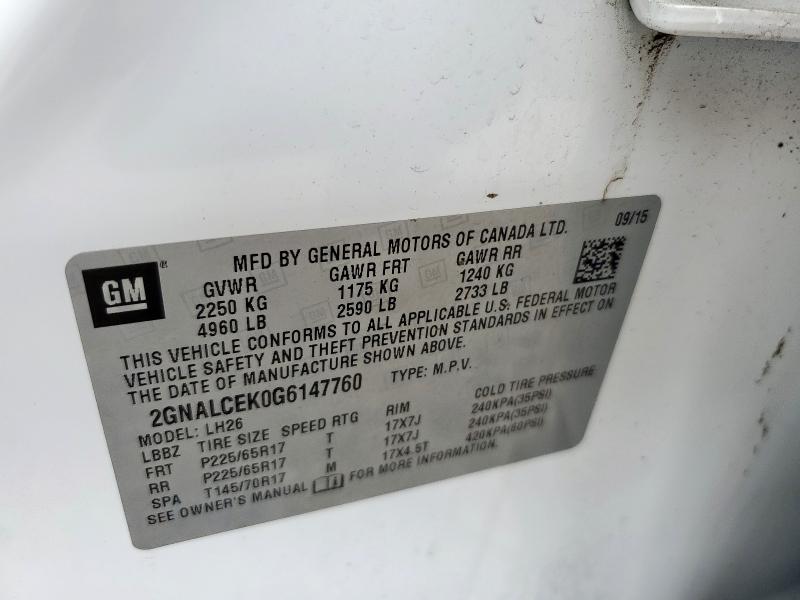 09/15
GM
MFD BY GENERAL MOTORS OF CANADA LTD.
GVWR GAWR FRT GAWR RR
2250 KG 1175 KG 1240 KG
4960 LB 2590 LB 2733 LB
THIS VEHICLE CONFORMS TO ALL APPLICABLE U.S. FEDERAL MOTOR
VEHICLE SAFETY AND THEFT PREVENTION STANDARDS IN EFFECT ON
THE DATE OF MANUFACTURE SHOWN ABOVE.
2GNALCEK0G6147760 TYPE: M.P.V.
MODEL: LH26
LBBZ TIRE SIZE SPEED RTG RIM COLD TIRE PRESSURE
FRT P225/65R17 T 17X7J 240KPA(35PSI)
RR P225/65R17 T 17X7J 240KPA(35PSI)
SPA T145/70R17 M 17X4.5T 420KPA(60PSI)
SEE OWNER'S MANUAL FOR MORE INFORMATION.